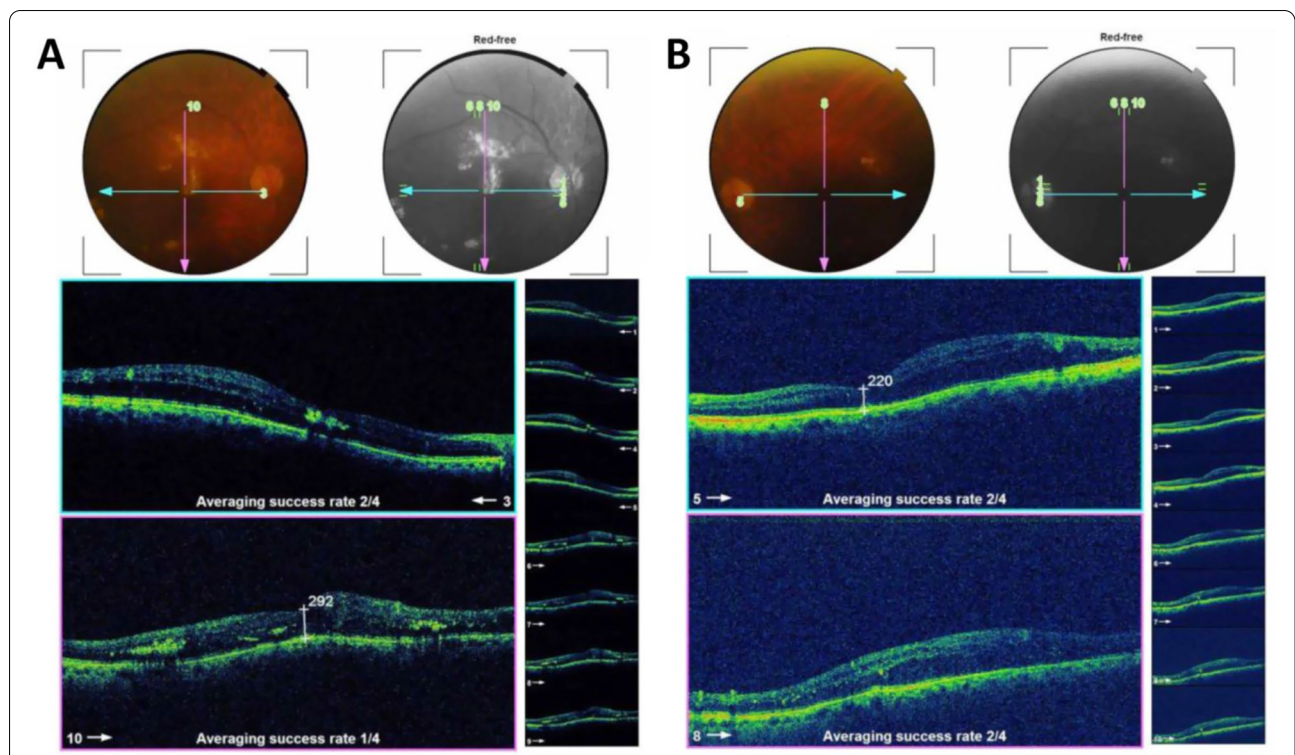 A
10
3
Red-free
6 8 10
B
8
5
Red-free
6 8 10
Averaging success rate 2/4
← 3
1
2
4
5
292
10 →
Averaging success rate 1/4
6
7
8
9
220
5 →
Averaging success rate 2/4
1
2
3
4
8 →
Averaging success rate 2/4
6
7